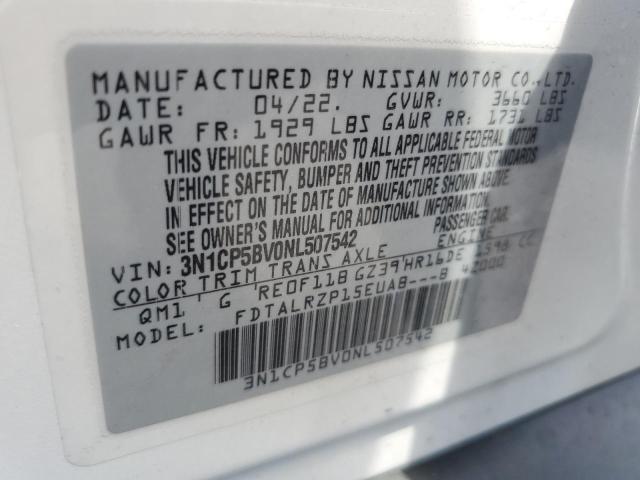 MANUFACTURED BY NISSAN MOTOR CO.,LTD.
DATE: 04/22. GVWR: 3660 LBS
GAWR FR: 1929 LBS GAWR RR: 1731 LBS
THIS VEHICLE CONFORMS TO ALL APPLICABLE FEDERAL MOTOR
VEHICLE SAFETY, BUMPER AND THEFT PREVENTION STANDARDS
IN EFFECT ON THE DATE OF MANUFACTURE SHOWN ABOVE.
SEE OWNER'S MANUAL FOR ADDITIONAL INFORMATION.
VIN: 3N1CP5BV0NL507542 PASSENGER CAR
COLOR TRIM TRANS AXLE ENGINE
QM1 G RE0F11B GZ39 HR16DE 1598 CC
MODEL: FDTALRZP15EUA8---B 42000
3N1CP5BV0NL507542